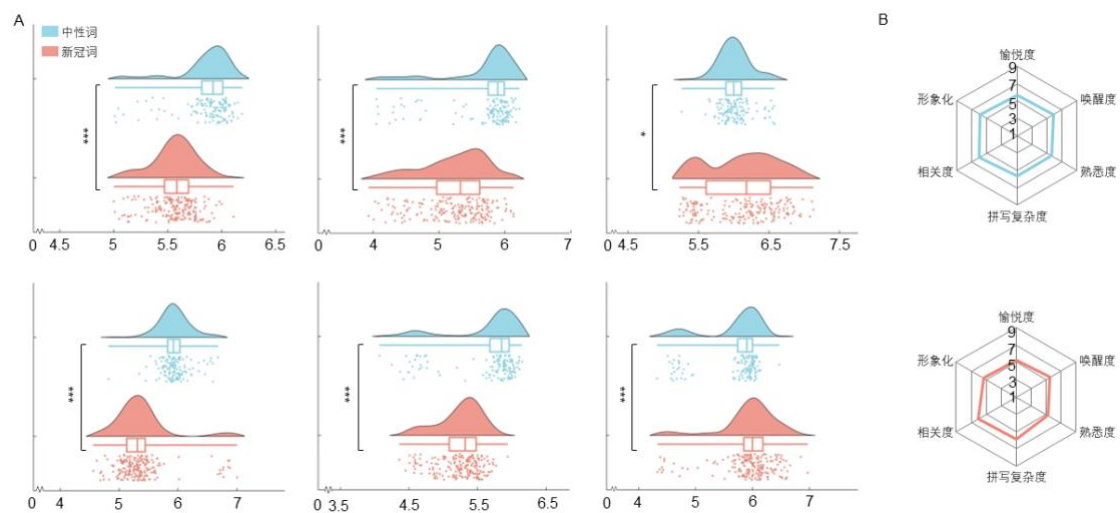 A
中性词
新冠词
***
0 4.5 5 5.5 6 6.5
***
0 4 5 6 7
*
0 4.5 5.5 6.5 7.5
***
0 4 5 6 7
***
0 3.5 4.5 5.5 6.5
***
0 4 5 6 7
B
愉悦度
9
7
5
3
1
形象化
唤醒度
相关度
熟悉度
拼写复杂度
愉悦度
9
7
5
3
1
形象化
唤醒度
相关度
熟悉度
拼写复杂度